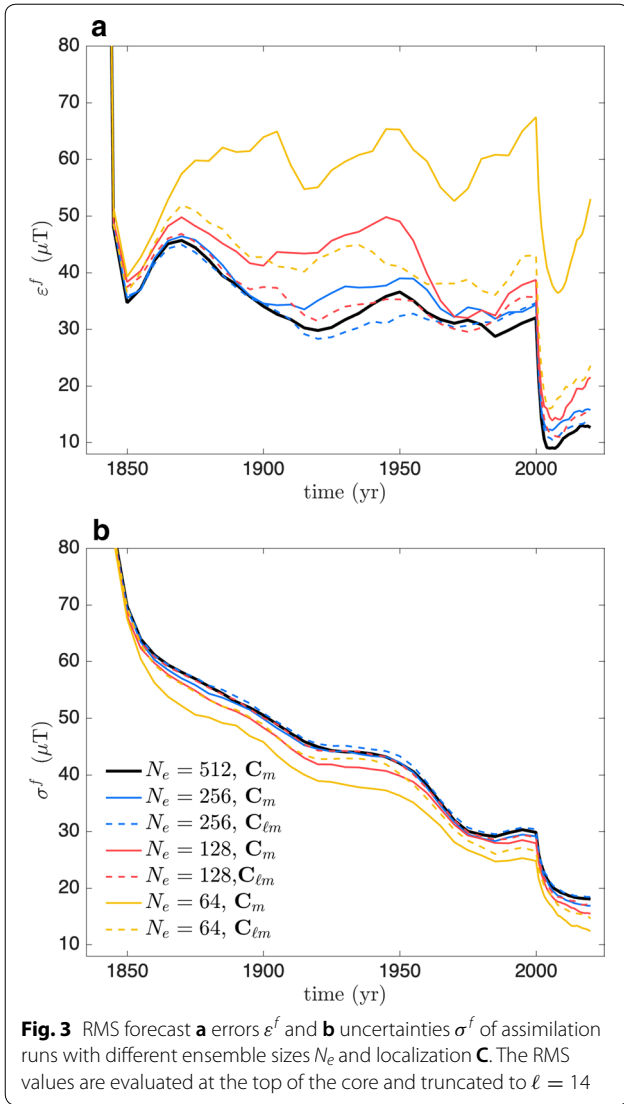 a
80
70
60
50
40
30
20
10
εᶠ (μT)
1850 1900 1950 2000
time (yr)
b
80
70
60
50
40
30
20
10
σᶠ (μT)
N_e = 512, C_m
N_e = 256, C_m
N_e = 256, C_ℓm
N_e = 128, C_m
N_e = 128,C_ℓm
N_e = 64, C_m
N_e = 64, C_ℓm
1850 1900 1950 2000
time (yr)
Fig. 3 RMS forecast a errors εᶠ and b uncertainties σᶠ of assimilation
runs with different ensemble sizes N_e and localization C. The RMS
values are evaluated at the top of the core and truncated to ℓ = 14